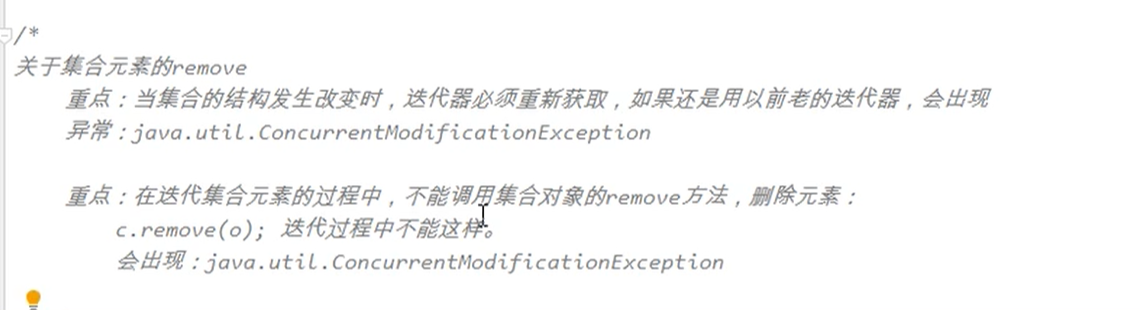 /*
关于集合元素的remove
重点：当集合的结构发生改变时，迭代器必须重新获取，如果还是用以前老的迭代器，会出现
异常：java.util.ConcurrentModificationException
重点：在迭代集合元素的过程中，不能调用集合对象的remove方法，删除元素：
c.remove(o); 迭代过程中不能这样。
会出现：java.util.ConcurrentModificationException